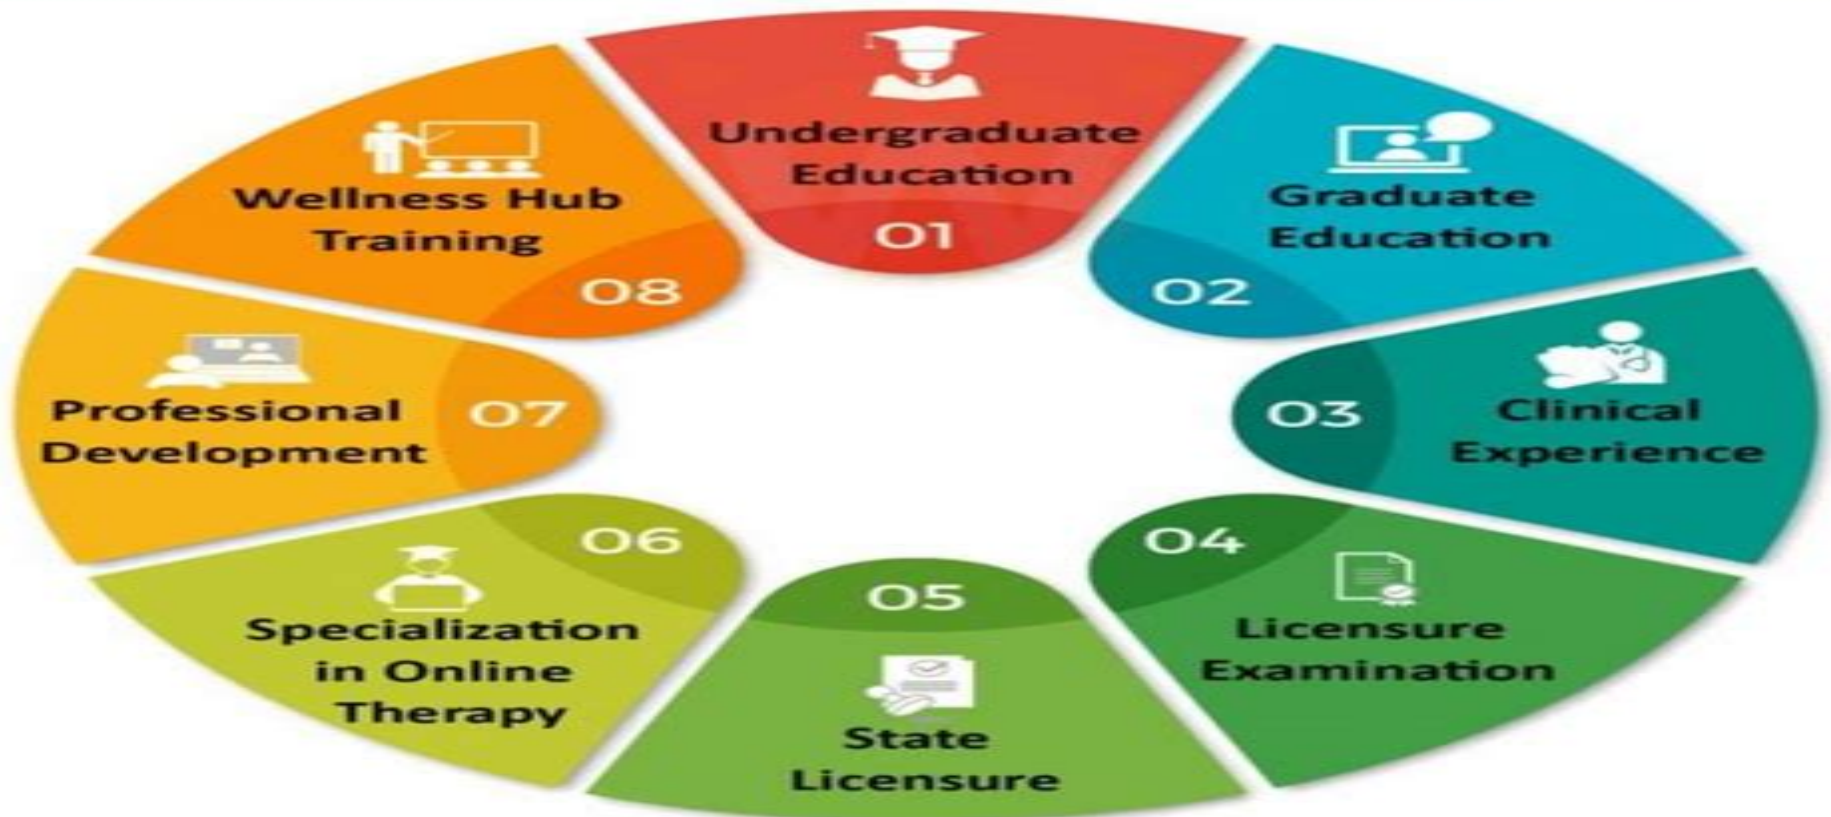 Undergraduate
Education
01
Graduate
Education
02
Clinical
Experience
03
Licensure
Examination
04
State
Licensure
05
Specialization
in Online
Therapy
06
Professional
Development
07
Wellness Hub
Training
08